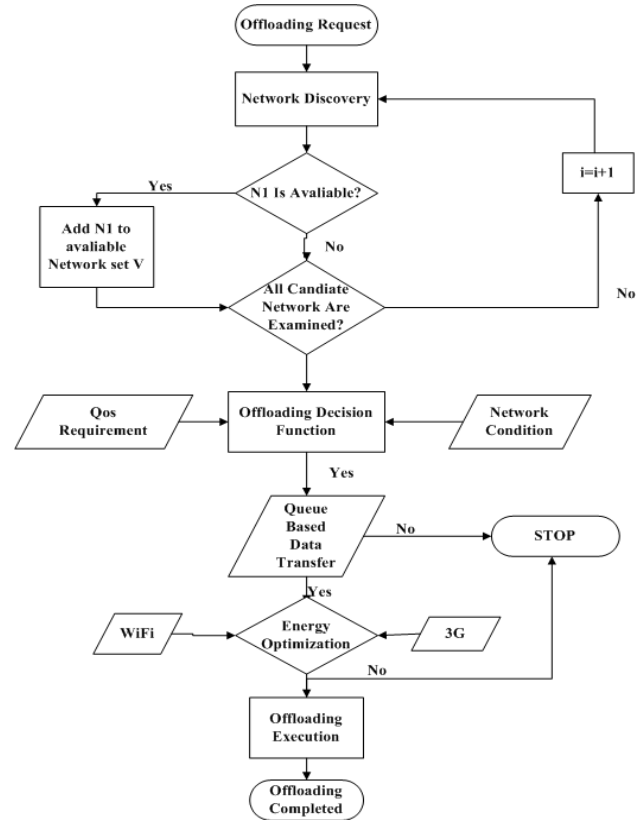 Offloading Request
Network Discovery
i=i+1
Yes
N1 Is Avaliable?
Add N1 to
avaliable
Network set V
No
All Candiate
Network Are
Examined?
No
Qos
Requirement
Offloading Decision
Function
Network
Condition
Yes
Queue
Based
Data
Transfer
No
STOP
Yes
WiFi
Energy
Optimization
3G
No
Offloading
Execution
Offloading
Completed